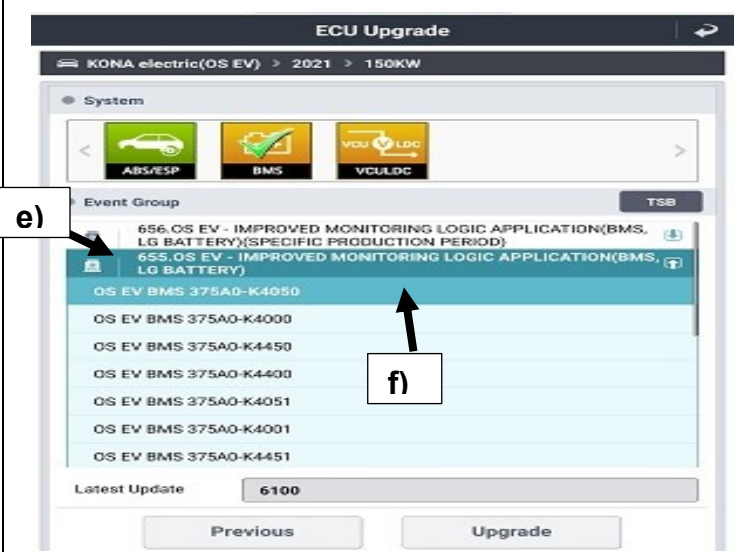 ECU Upgrade
KONA electric(OS EV) > 2021 > 150KW
System
< VCU V LDC >
ABS/ESP BMS VCULDC
Event Group TSB
e)
656.OS EV - IMPROVED MONITORING LOGIC APPLICATION(BMS,
LG BATTERY)(SPECIFIC PRODUCTION PERIOD)
655.OS EV - IMPROVED MONITORING LOGIC APPLICATION(BMS,
LG BATTERY)
OS EV BMS 375A0-K4050
OS EV BMS 375A0-K4000
OS EV BMS 375A0-K4450
OS EV BMS 375A0-K4400
f)
OS EV BMS 375A0-K4051
OS EV BMS 375A0-K4001
OS EV BMS 375A0-K4451
Latest Update 6100
Previous Upgrade